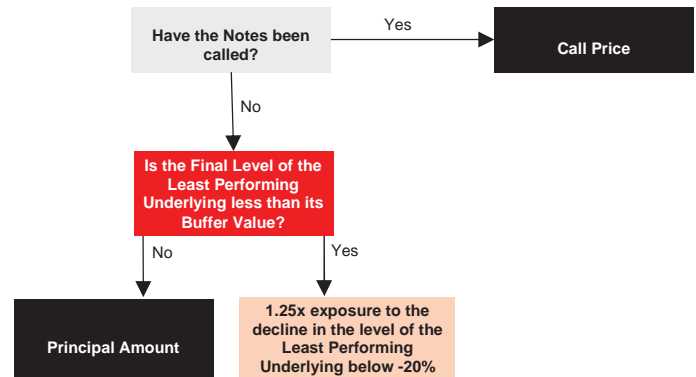 Have the Notes been
called?
Yes
Call Price
No
Is the Final Level of the
Least Performing
Underlying less than its
Buffer Value?
No
Yes
Principal Amount
1.25x exposure to the
decline in the level of the
Least Performing
Underlying below -20%